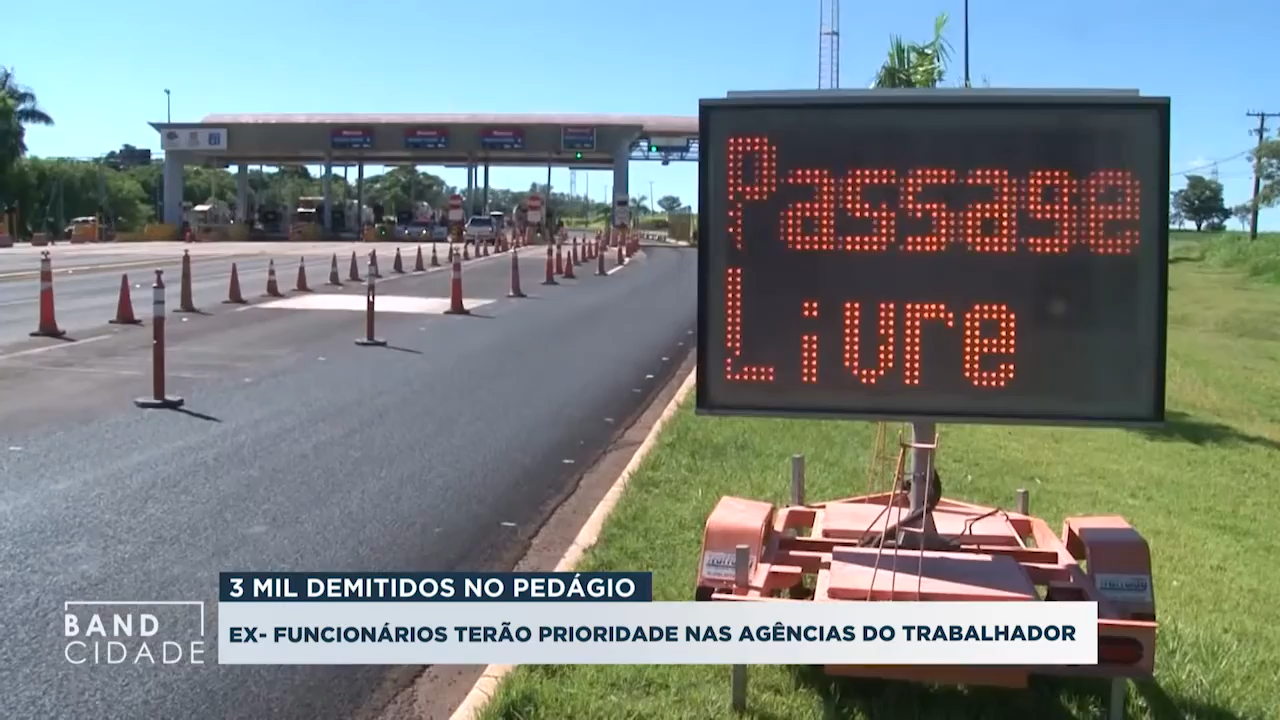 Passage
Livre
3 MIL DEMITIDOS NO PEDÁGIO
EX- FUNCIONÁRIOS TERÃO PRIORIDADE NAS AGÊNCIAS DO TRABALHADOR
BAND
CIDADE